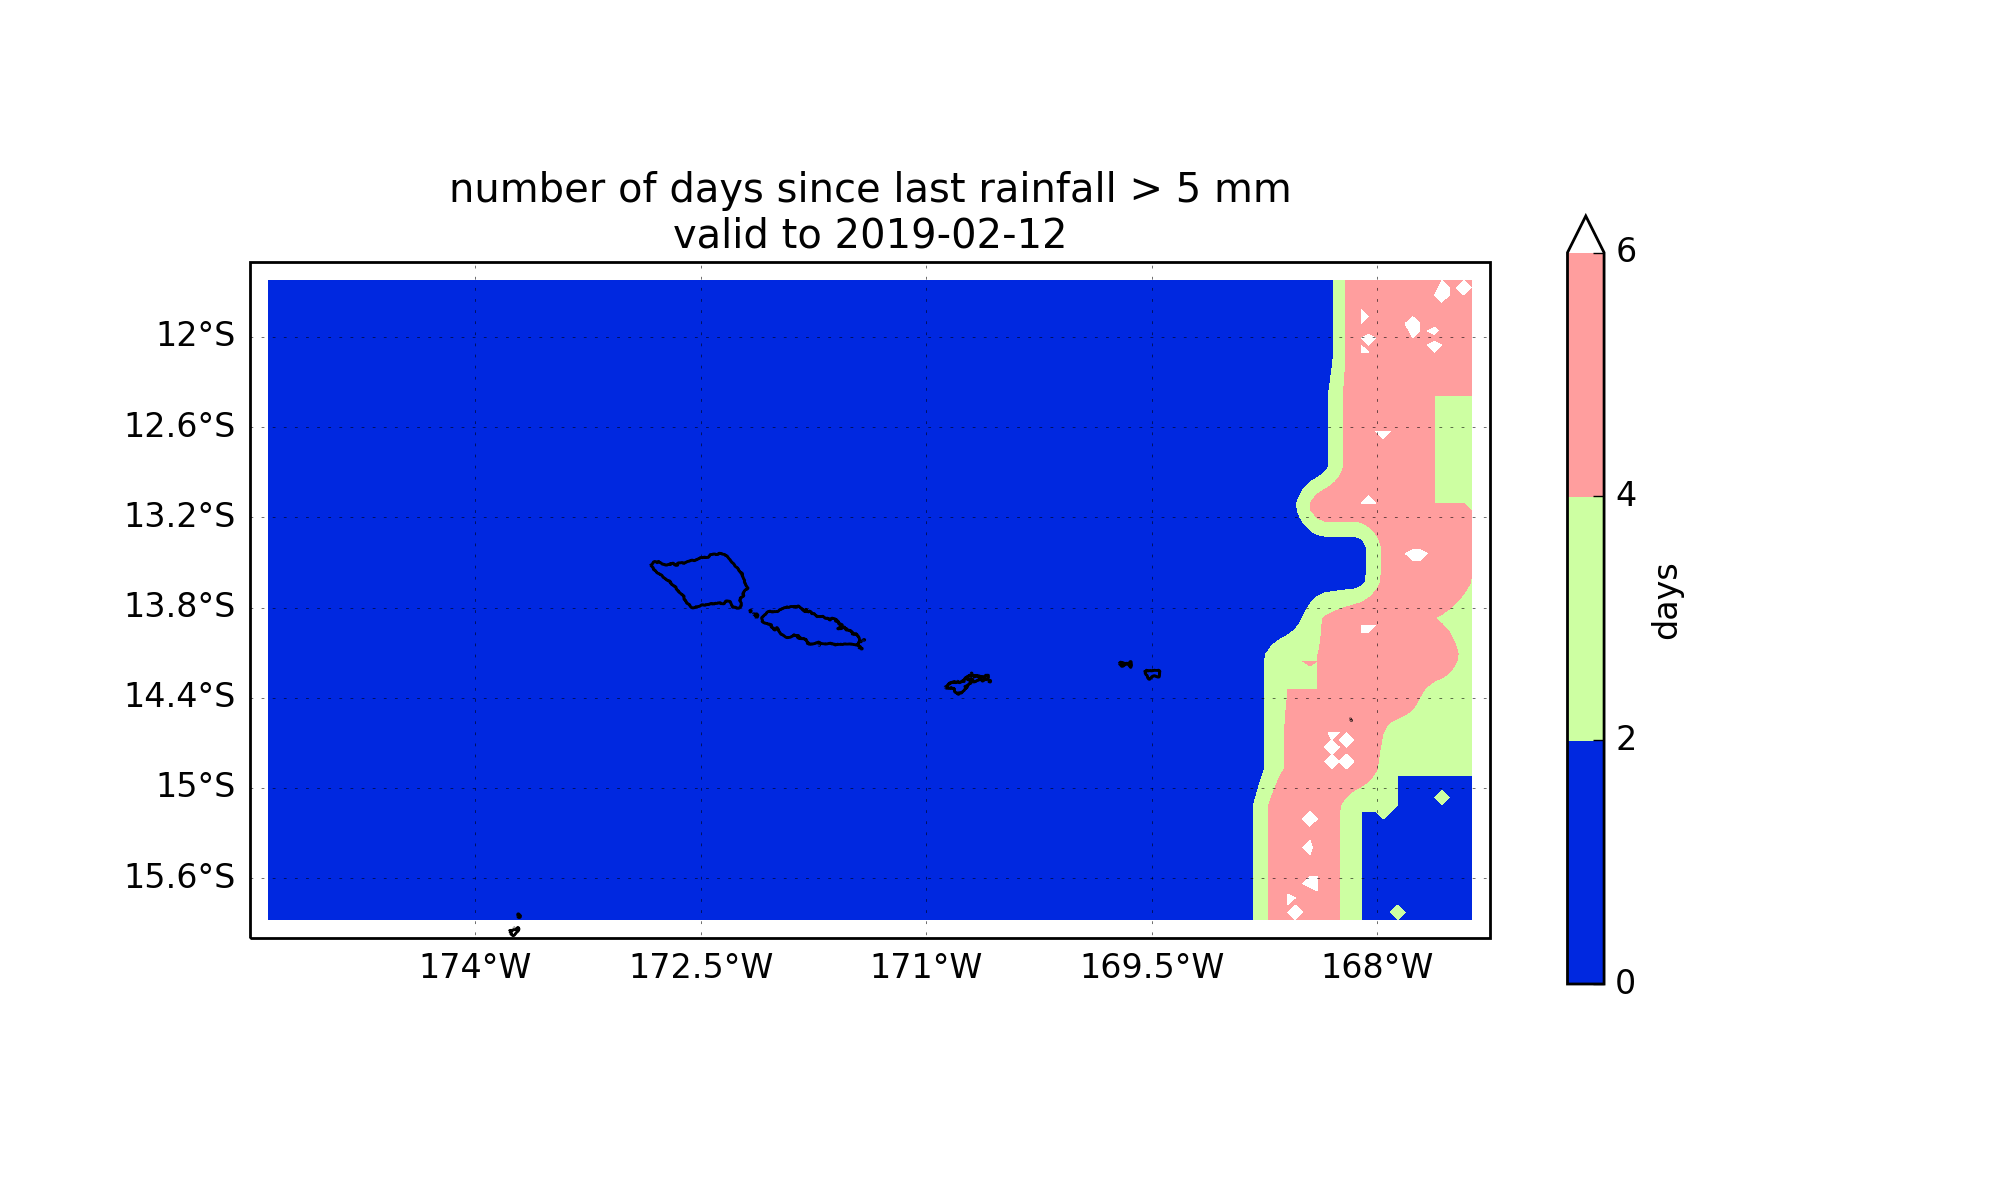 number of days since last rainfall > 5 mm
valid to 2019-02-12
12°S
12.6°S
13.2°S
13.8°S
14.4°S
15°S
15.6°S
174°W 172.5°W 171°W 169.5°W 168°W
6
4
2
0
days